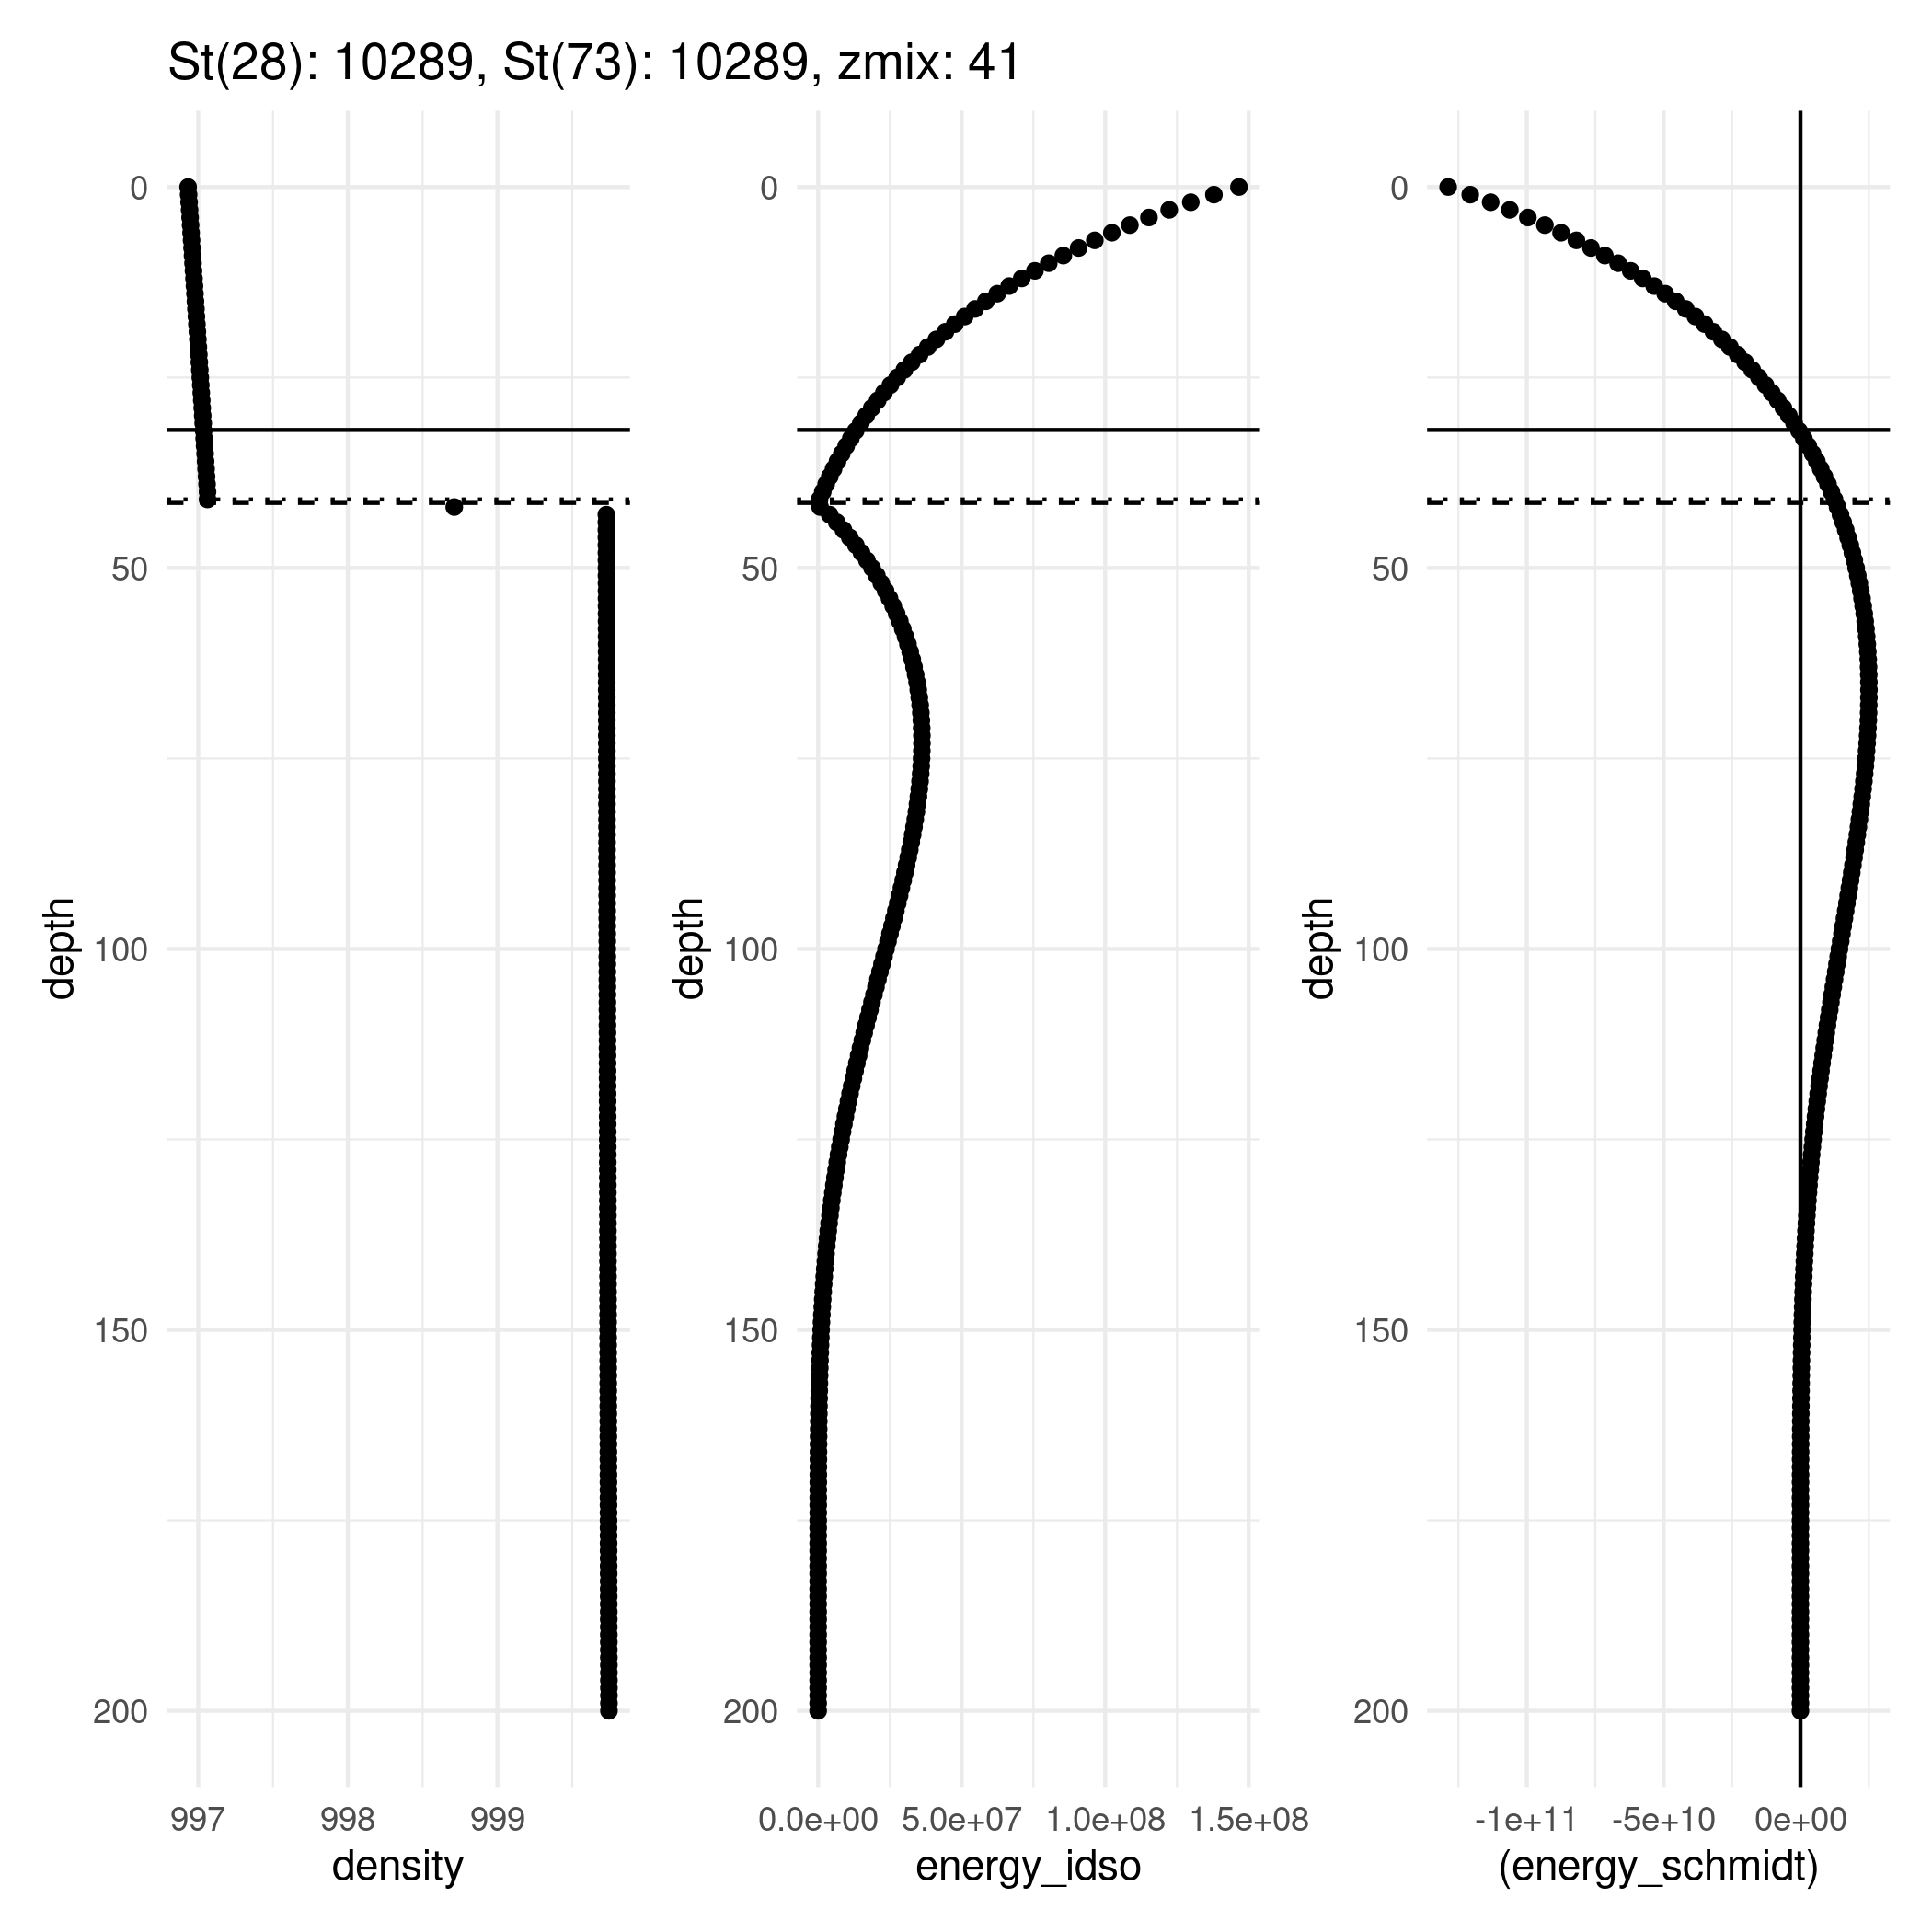 St(28): 10289, St(73): 10289, zmix: 41
0
50
100
150
200
depth
997
998
999
density
0
50
100
150
200
depth
0.0e+00
5.0e+07
1.0e+08
1.5e+08
energy_idso
0
50
100
150
200
depth
-1e+11
-5e+10
0e+00
(energy_schmidt)